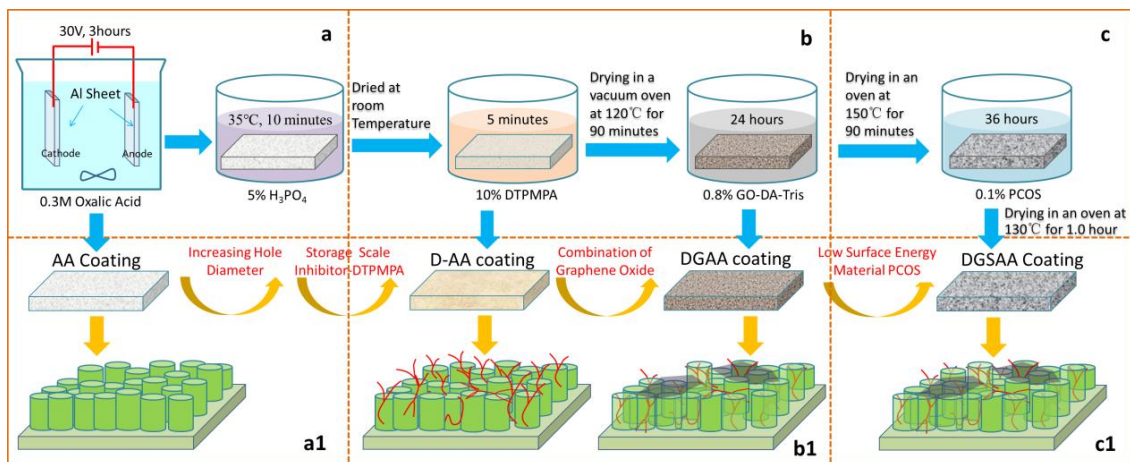 30V, 3hours
a
Al Sheet
Cathode
Anode
0.3M Oxalic Acid
35℃, 10 minutes
5% H₃PO₄
Dried at
room
Temperature
b
5 minutes
10% DTPMPA
Drying in a
vacuum oven
at 120℃ for
90 minutes
24 hours
0.8% GO-DA-Tris
c
Drying in an
oven at
150℃ for
90 minutes
36 hours
0.1% PCOS
Drying in an oven at
130℃ for 1.0 hour
AA Coating
Increasing Hole
Diameter
Storage Scale
Inhibitor-DTPMPA
D-AA coating
Combination of
Graphene Oxide
DGAA coating
Low Surface Energy
Material PCOS
DGSAA Coating
a1
b1
c1